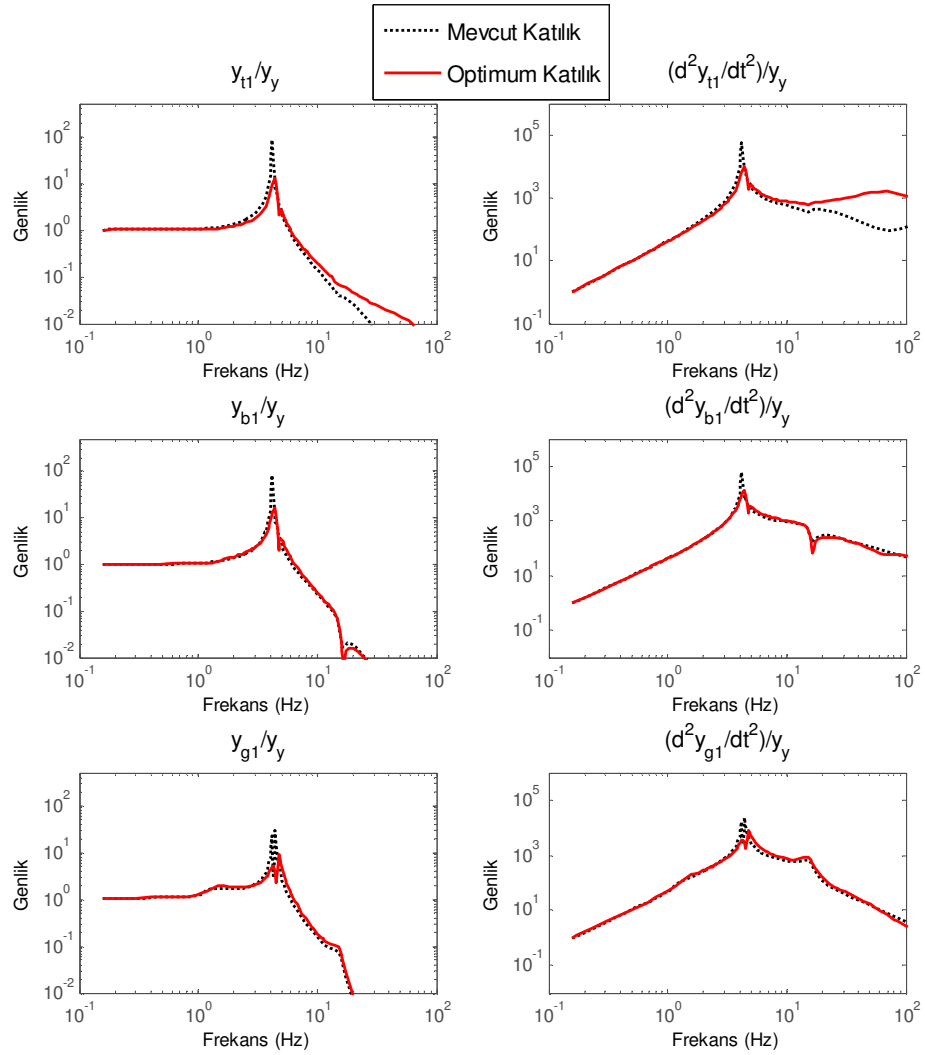 Mevcut Katılık
Optimum Katılık
y_t1/y_y
10^2
10^1
10^0
10^-1
10^-2
10^-1
10^0
10^1
10^2
Genlik
Frekans (Hz)
(d^2y_t1/dt^2)/y_y
10^5
10^3
10^1
10^-1
10^-1
10^0
10^1
10^2
Genlik
Frekans (Hz)
y_b1/y_y
10^2
10^1
10^0
10^-1
10^-2
10^-1
10^0
10^1
10^2
Genlik
Frekans (Hz)
(d^2y_b1/dt^2)/y_y
10^5
10^3
10^1
10^-1
10^-1
10^0
10^1
10^2
Genlik
Frekans (Hz)
y_g1/y_y
10^2
10^1
10^0
10^-1
10^-2
10^-1
10^0
10^1
10^2
Genlik
Frekans (Hz)
(d^2y_g1/dt^2)/y_y
10^5
10^3
10^1
10^-1
10^-1
10^0
10^1
10^2
Genlik
Frekans (Hz)